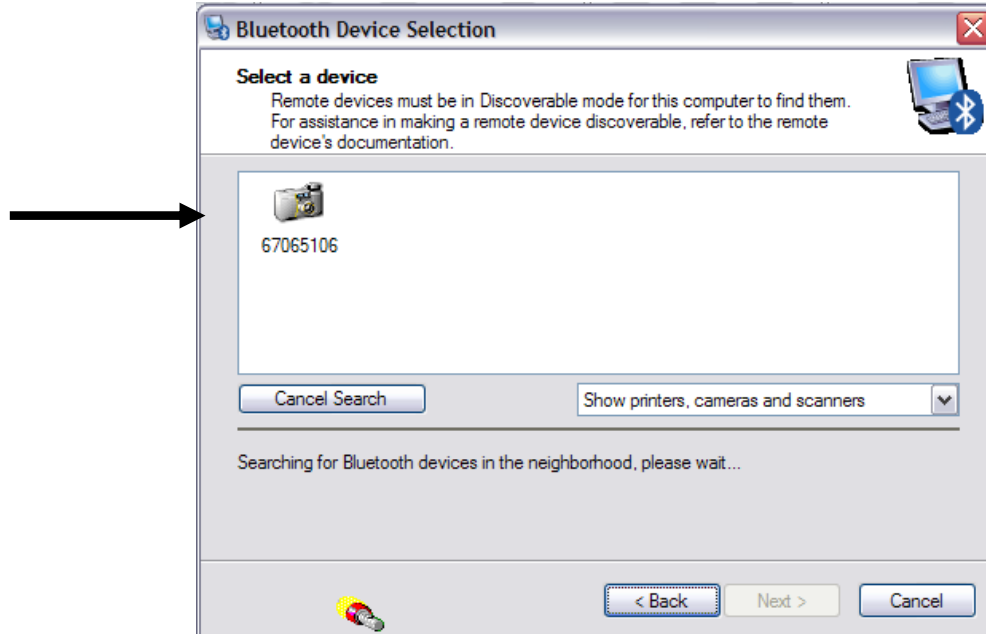 Bluetooth Device Selection
Select a device
Remote devices must be in Discoverable mode for this computer to find them.
For assistance in making a remote device discoverable, refer to the remote
device's documentation.
67065106
Cancel Search
Show printers, cameras and scanners
Searching for Bluetooth devices in the neighborhood, please wait...
< Back
Next >
Cancel